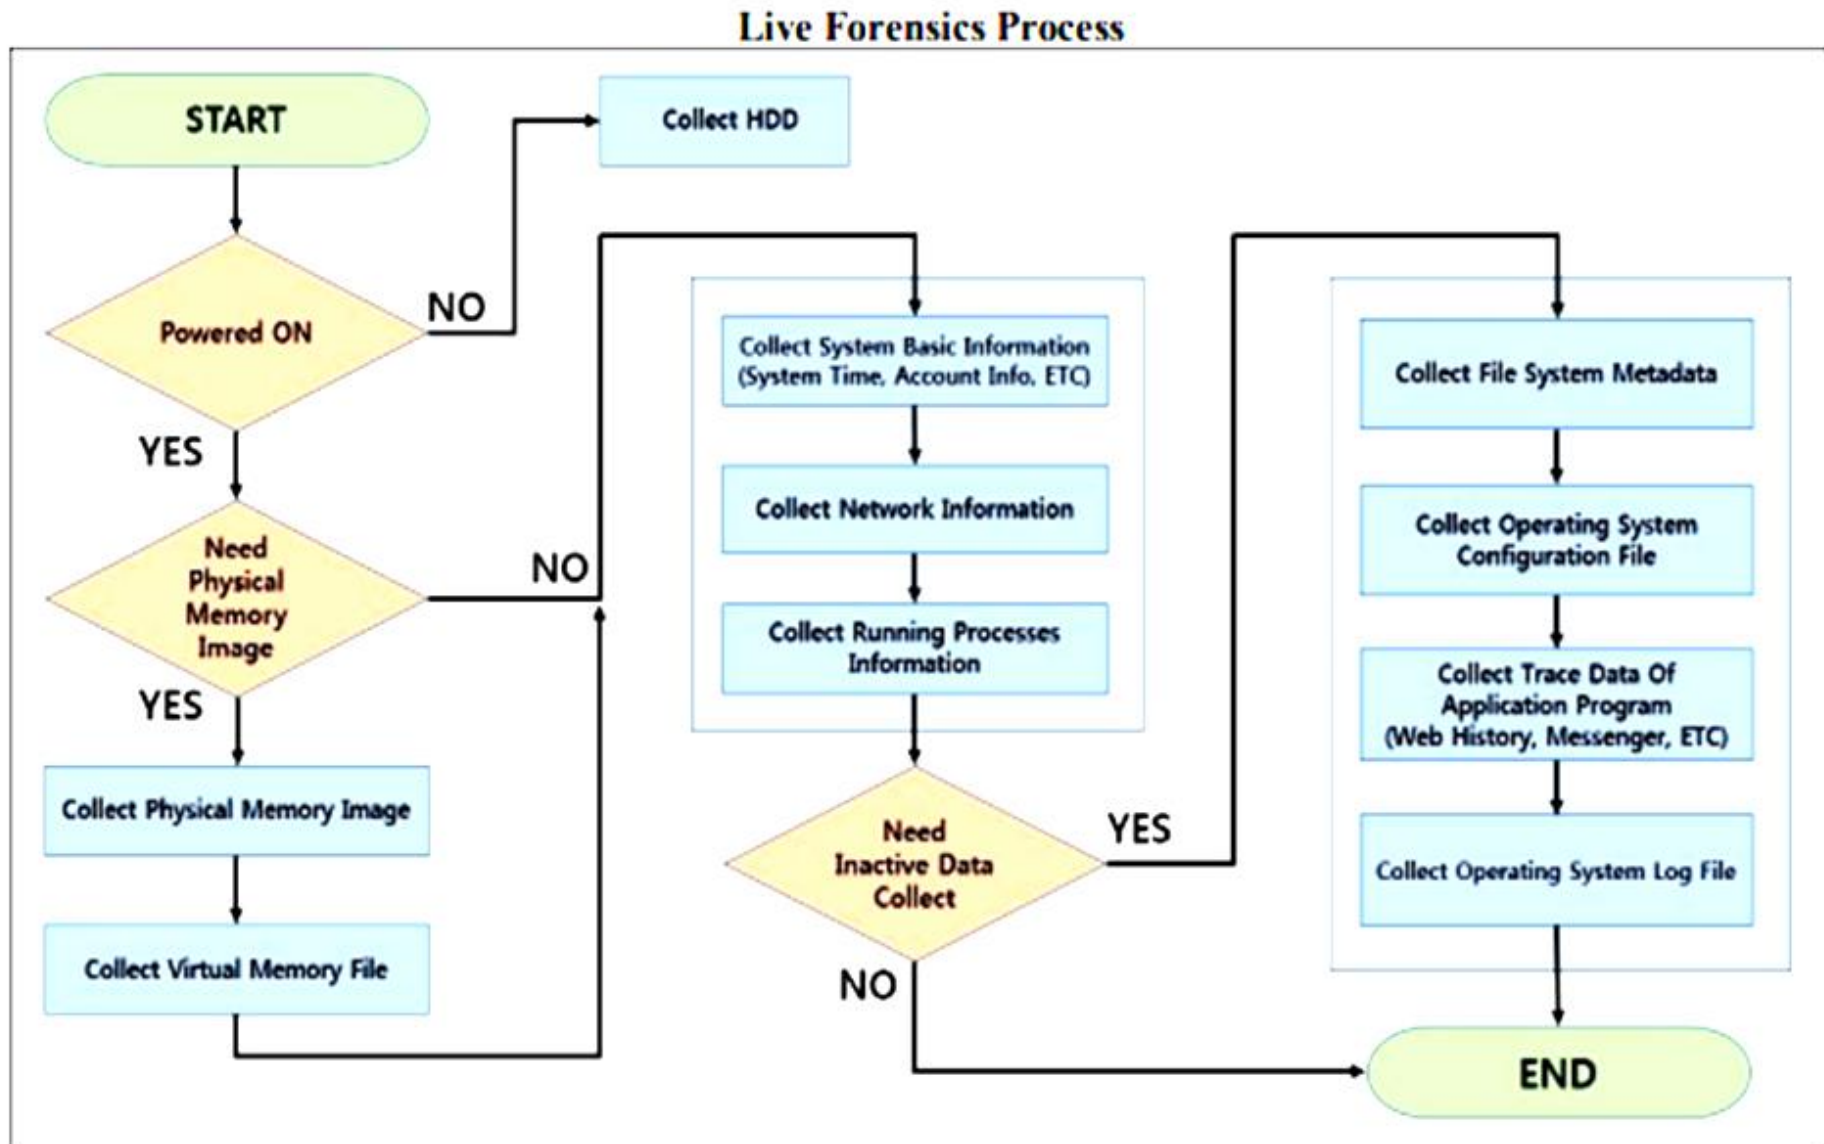 Live Forensics Process
START
Collect HDD
Powered ON
NO
YES
Need
Physical
Memory
Image
NO
YES
Collect Physical Memory Image
Collect Virtual Memory File
Collect System Basic Information
(System Time, Account Info, ETC)
Collect Network Information
Collect Running Processes
Information
Need
Inactive Data
Collect
YES
NO
Collect File System Metadata
Collect Operating System
Configuration File
Collect Trace Data Of
Application Program
(Web History, Messenger, ETC)
Collect Operating System Log File
END